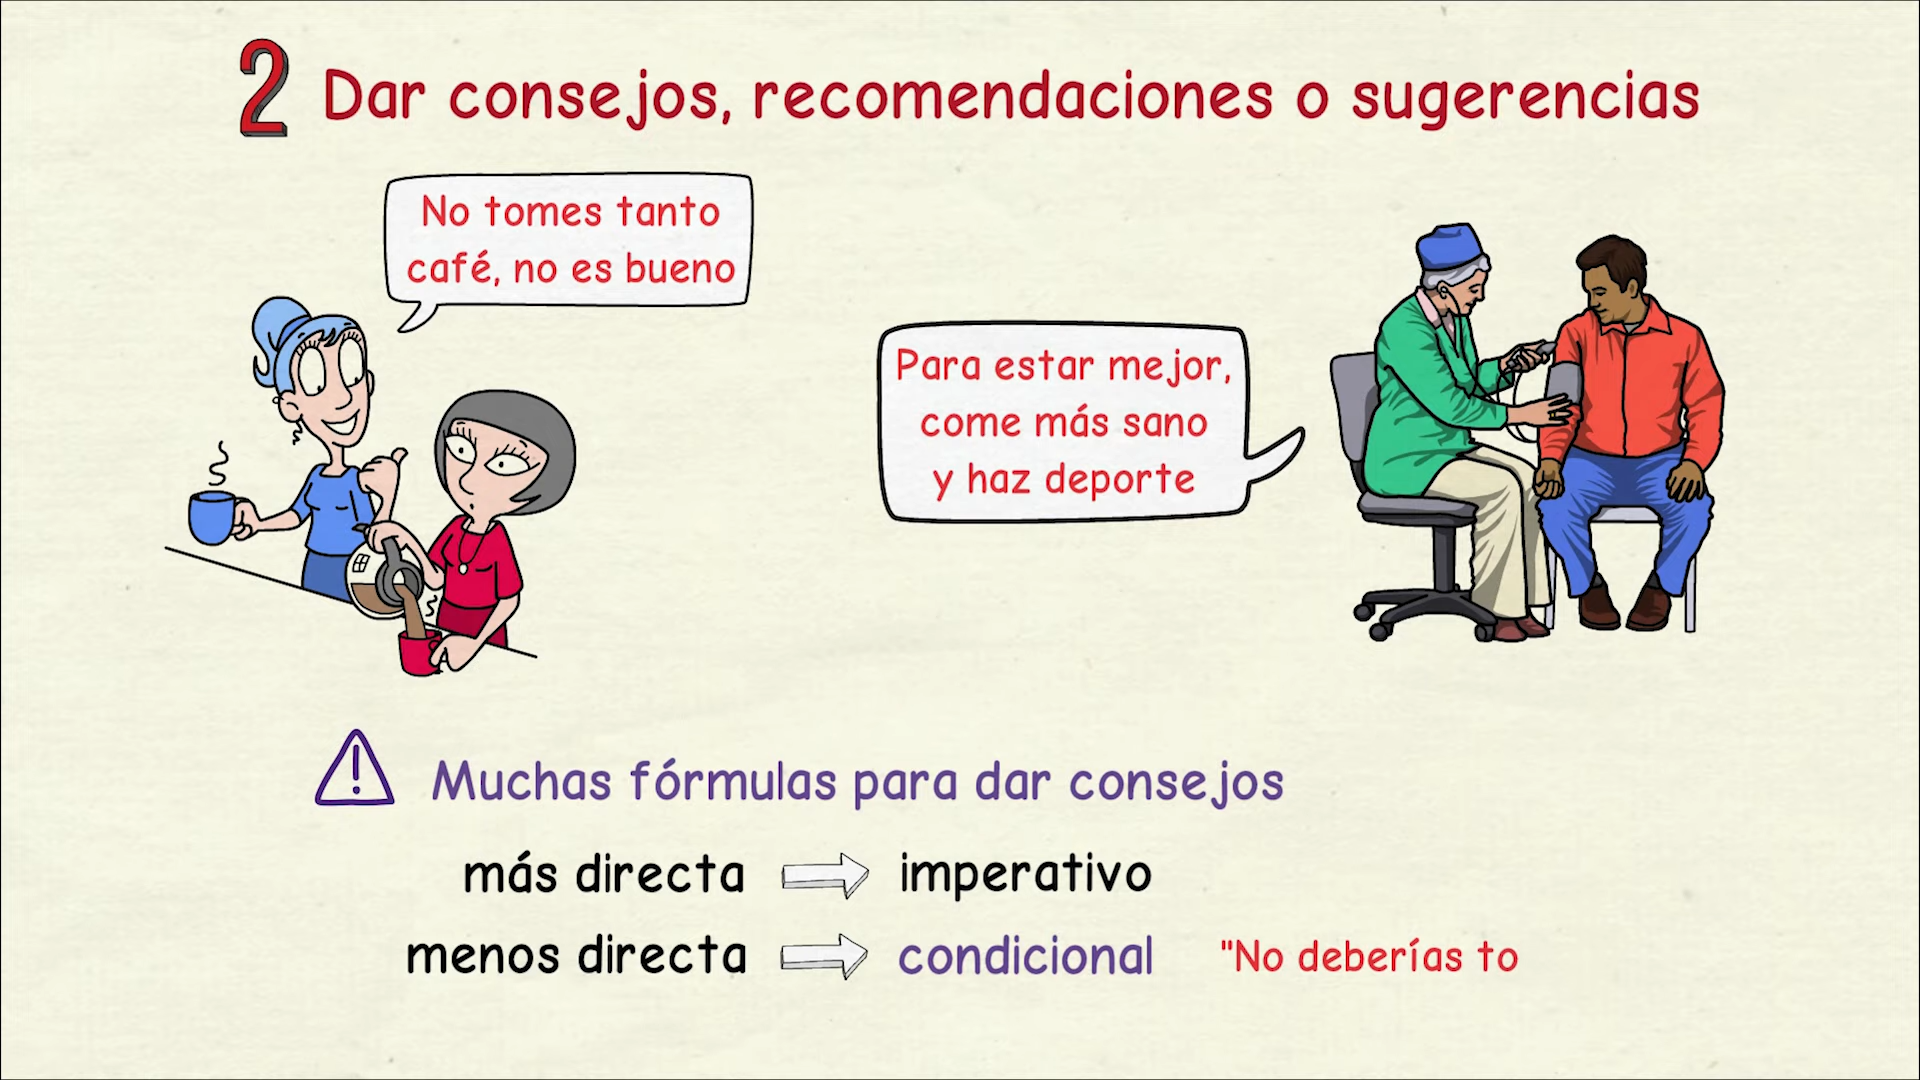 2 Dar consejos, recomendaciones o sugerencias
No tomes tanto
café, no es bueno
Para estar mejor,
come más sano
y haz deporte
Muchas fórmulas para dar consejos
más directa imperativo
menos directa condicional "No deberías to